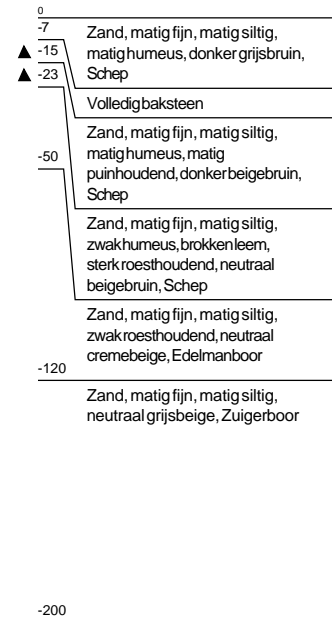 0
-7
Zand, matig fijn, matig siltig,
matig humeus, donker grijsbruin,
Schep
-15
Volledig baksteen
-23
Zand, matig fijn, matig siltig,
matig humeus, matig
puinhoudend, donker beigebruin,
Schep
-50
Zand, matig fijn, matig siltig,
zwak humeus, brokken leem,
sterk roesthoudend, neutraal
beigebruin, Schep
Zand, matig fijn, matig siltig,
zwak roesthoudend, neutraal
cremebeige, Edelmanboor
-120
Zand, matig fijn, matig siltig,
neutraal grijsbeige, Zuigerboor
-200